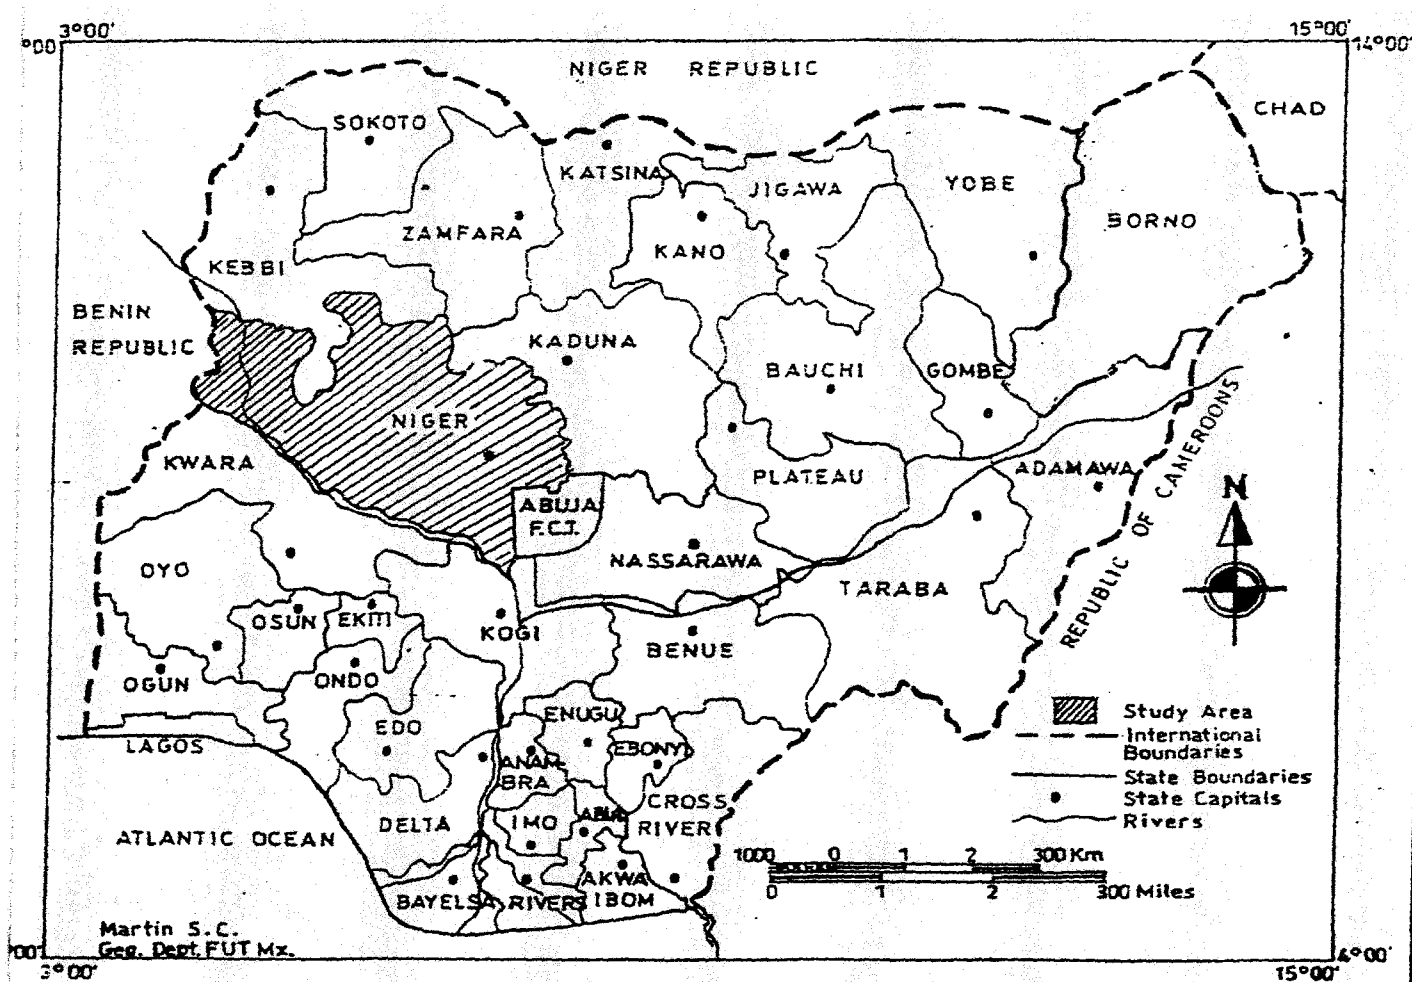 3°00'
15°00'
14°00'
NIGER REPUBLIC
CHAD
SOKOTO
KATSINA
JIGAWA
YOBE
BORNO
ZAMFARA
KANO
KEBBI
BENIN
REPUBLIC
KADUNA
BAUCHI
GOMBE
NIGER
KWARA
PLATEAU
ADAMAWA
ABUJA
F.C.T.
NASSARAWA
REPUBLIC OF CAMEROONS
N
OYO
TARABA
OSUN
EKITI
KOGI
BENUE
OGUN
ONDO
LAGOS
EDO
ENUGU
EBONYI
ANAM-
BRA
Study Area
International
Boundaries
State Boundaries
State Capitals
Rivers
CROSS
RIVER
DELTA
IMO
ABIA
ATLANTIC OCEAN
1000 0 1 2 300 Km
0 1 2 300 Miles
AKWA
IBOM
BAYELSA
RIVERS
Martin S.C.
Geg. Dept. FUT Mx.
3°00'
15°00'
4°00'